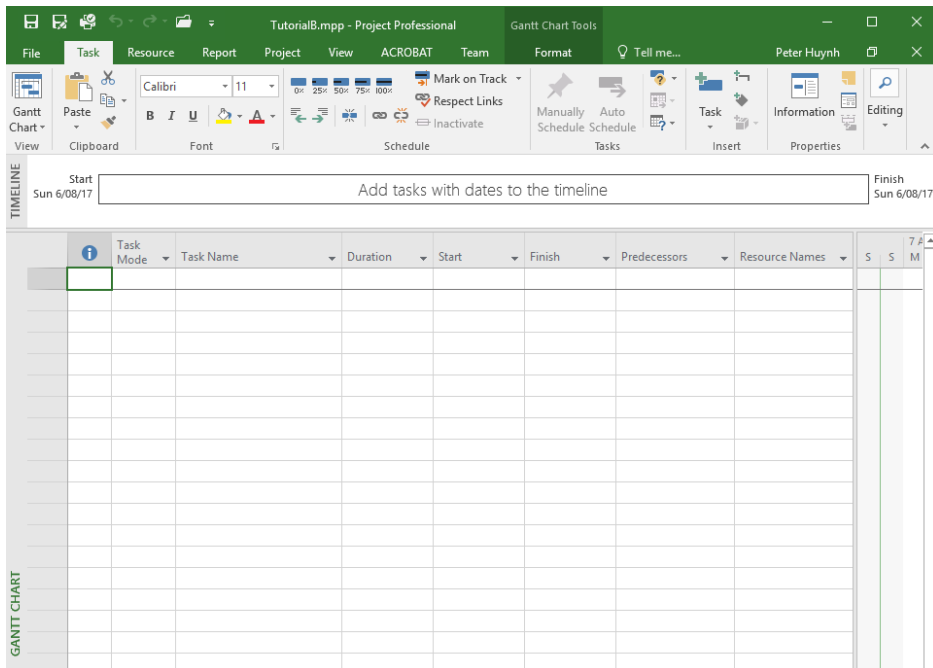 TutorialB.mpp - Project Professional
Gantt Chart Tools
File Task Resource Report Project View ACROBAT Team Format Tell me... Peter Huynh
Gantt Chart
View
Paste
Clipboard
Calibri 11
B I U A
Font
0% 25% 50% 75% 100%
Mark on Track
Respect Links
Inactivate
Schedule
Manually Schedule
Auto Schedule
Tasks
Task
Insert
Information
Properties
Editing
TIMELINE
Start
Sun 6/08/17
Add tasks with dates to the timeline
Finish
Sun 6/08/17
Task Mode Task Name Duration Start Finish Predecessors Resource Names
7 A
S S M
GANTT CHART